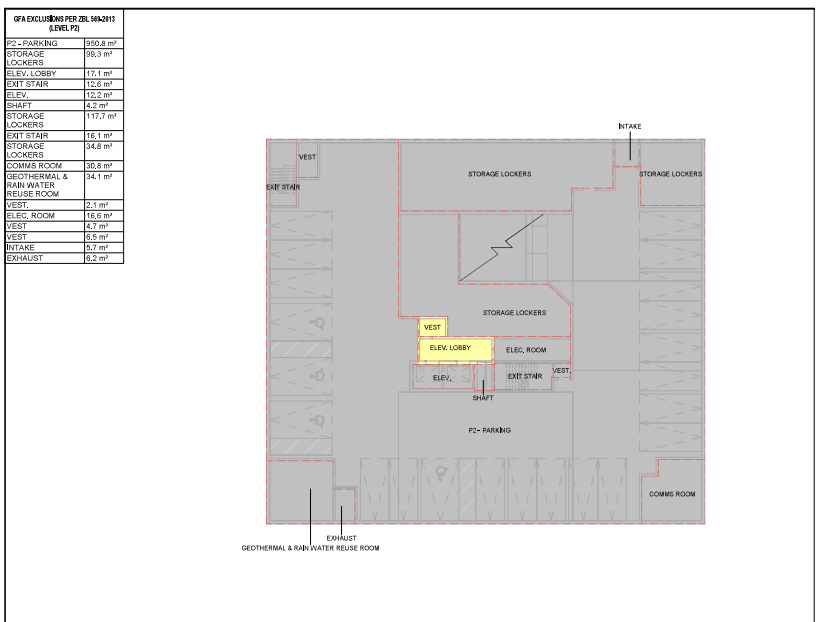 GFA EXCLUSIONS PER ZBL 569-2013
(LEVEL P2)
P2 - PARKING 950.8 m²
STORAGE LOCKERS 99.3 m²
ELEV. LOBBY 17.1 m²
EXIT STAIR 12.6 m²
ELEV. 12.2 m²
SHAFT 4.2 m²
STORAGE LOCKERS 117.7 m²
EXIT STAIR 16.1 m²
STORAGE LOCKERS 34.8 m²
COMMS ROOM 30.8 m²
GEOTHERMAL & RAIN WATER REUSE ROOM 34.1 m²
VEST. 2.1 m²
ELEC. ROOM 16.6 m²
VEST 4.7 m²
VEST 6.5 m²
INTAKE 5.7 m²
EXHAUST 6.2 m²
INTAKE
VEST
STORAGE LOCKERS
STORAGE LOCKERS
EXIT STAIR
STORAGE LOCKERS
VEST
ELEV. LOBBY
ELEC. ROOM
VEST.
ELEV.
EXIT STAIR
SHAFT
P2- PARKING
COMMS ROOM
EXHAUST
GEOTHERMAL & RAIN WATER REUSE ROOM